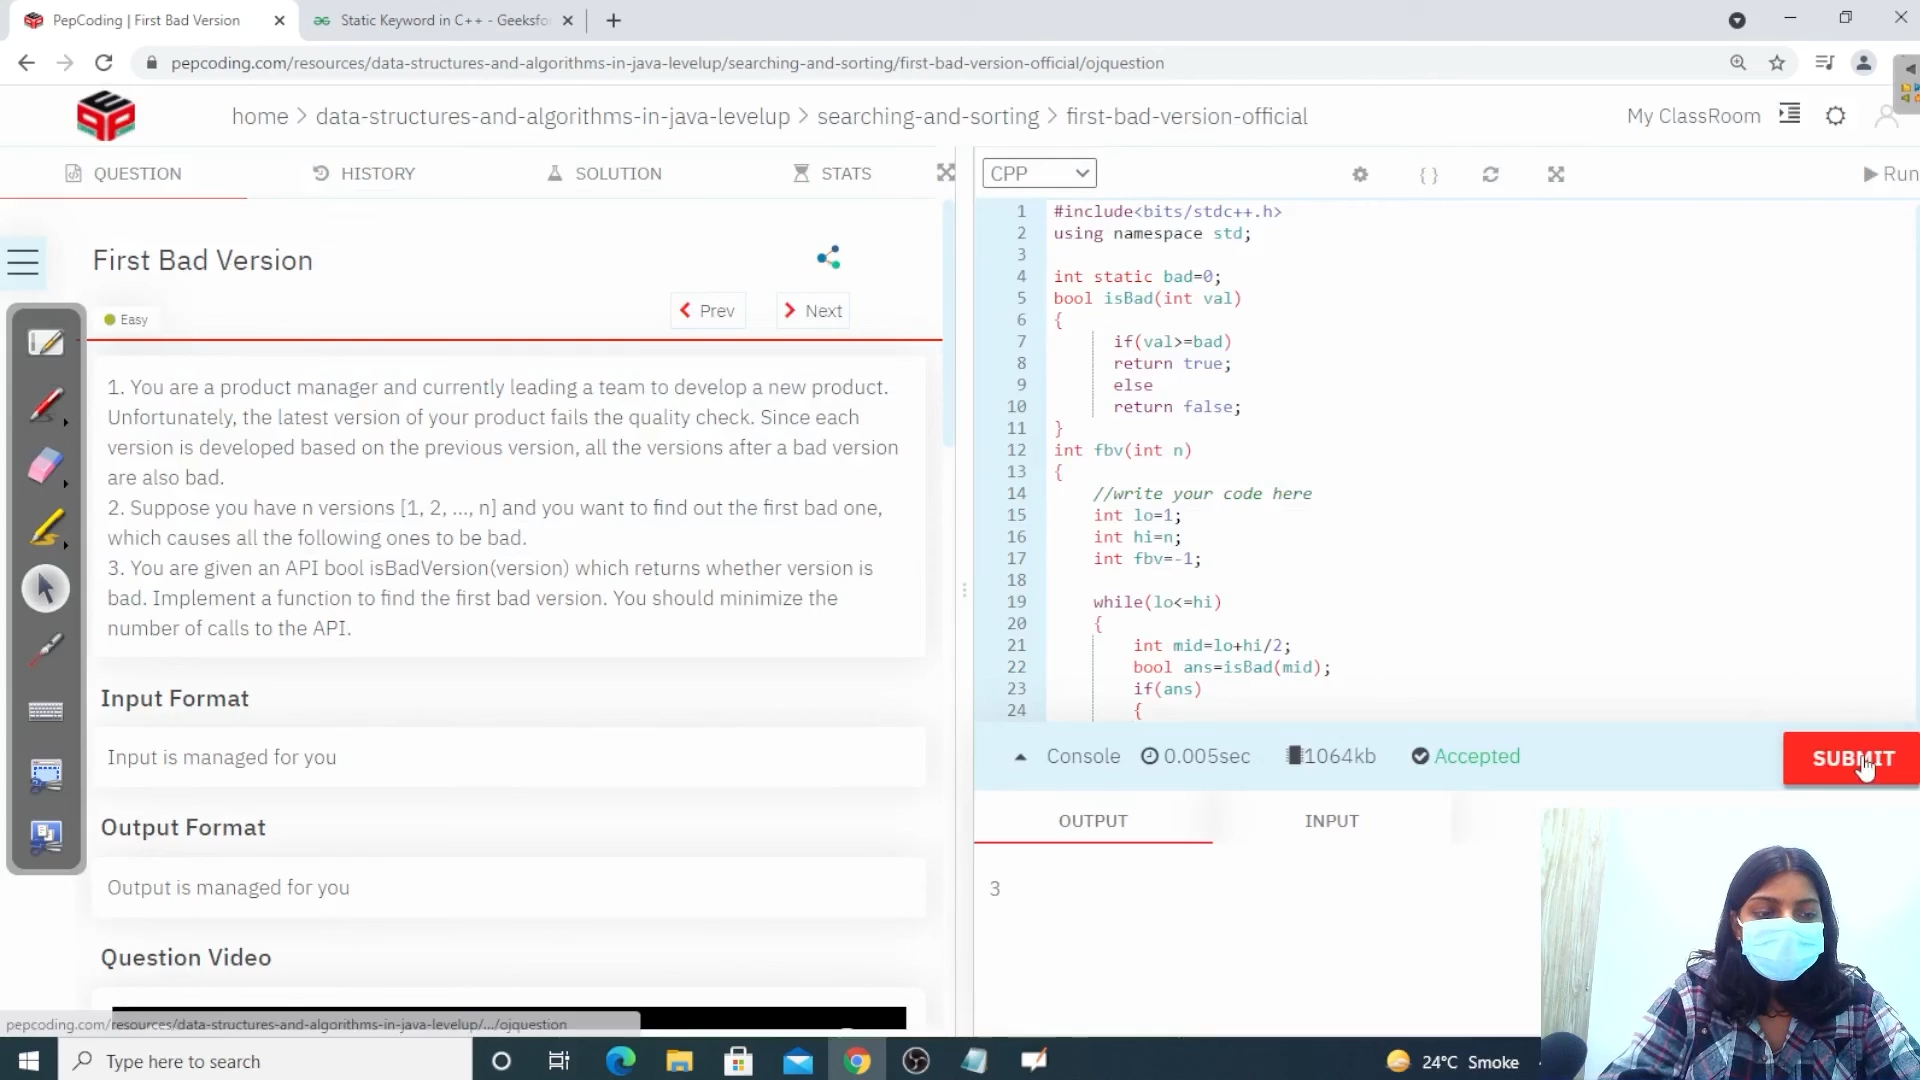 PepCoding | First Bad Version
Static Keyword in C++ - Geeksfo
pepcoding.com/resources/data-structures-and-algorithms-in-java-levelup/searching-and-sorting/first-bad-version-official/ojquestion
home > data-structures-and-algorithms-in-java-levelup > searching-and-sorting > first-bad-version-official
My ClassRoom
QUESTION
HISTORY
SOLUTION
STATS
First Bad Version
Prev
Next
Easy
1. You are a product manager and currently leading a team to develop a new product.
Unfortunately, the latest version of your product fails the quality check. Since each
version is developed based on the previous version, all the versions after a bad version
are also bad.
2. Suppose you have n versions [1, 2, ..., n] and you want to find out the first bad one,
which causes all the following ones to be bad.
3. You are given an API bool isBadVersion(version) which returns whether version is
bad. Implement a function to find the first bad version. You should minimize the
number of calls to the API.
Input Format
Input is managed for you
Output Format
Output is managed for you
Question Video
pepcoding.com/resources/data-structures-and-algorithms-in-java-levelup/.../ojquestion
CPP
{ }
Run
1 #include<bits/stdc++.h>
2 using namespace std;
3
4 int static bad=0;
5 bool isBad(int val)
6 {
7 if(val>=bad)
8 return true;
9 else
10 return false;
11 }
12 int fbv(int n)
13 {
14 //write your code here
15 int lo=1;
16 int hi=n;
17 int fbv=-1;
18
19 while(lo<=hi)
20 {
21 int mid=lo+hi/2;
22 bool ans=isBad(mid);
23 if(ans)
24 {
Console 0.005sec 1064kb Accepted
SUBMIT
OUTPUT
INPUT
3
Type here to search
24°C Smoke